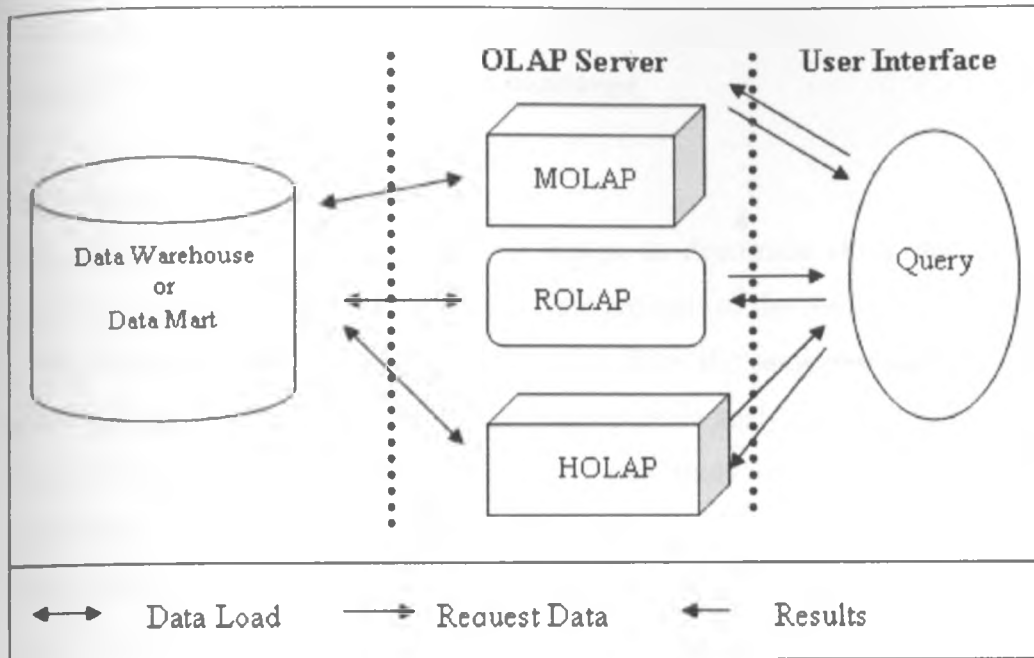 OLAP Server
User Interface
MOLAP
Data Warehouse
or
Data Mart
ROLAP
Query
HOLAP
Data Load
Request Data
Results